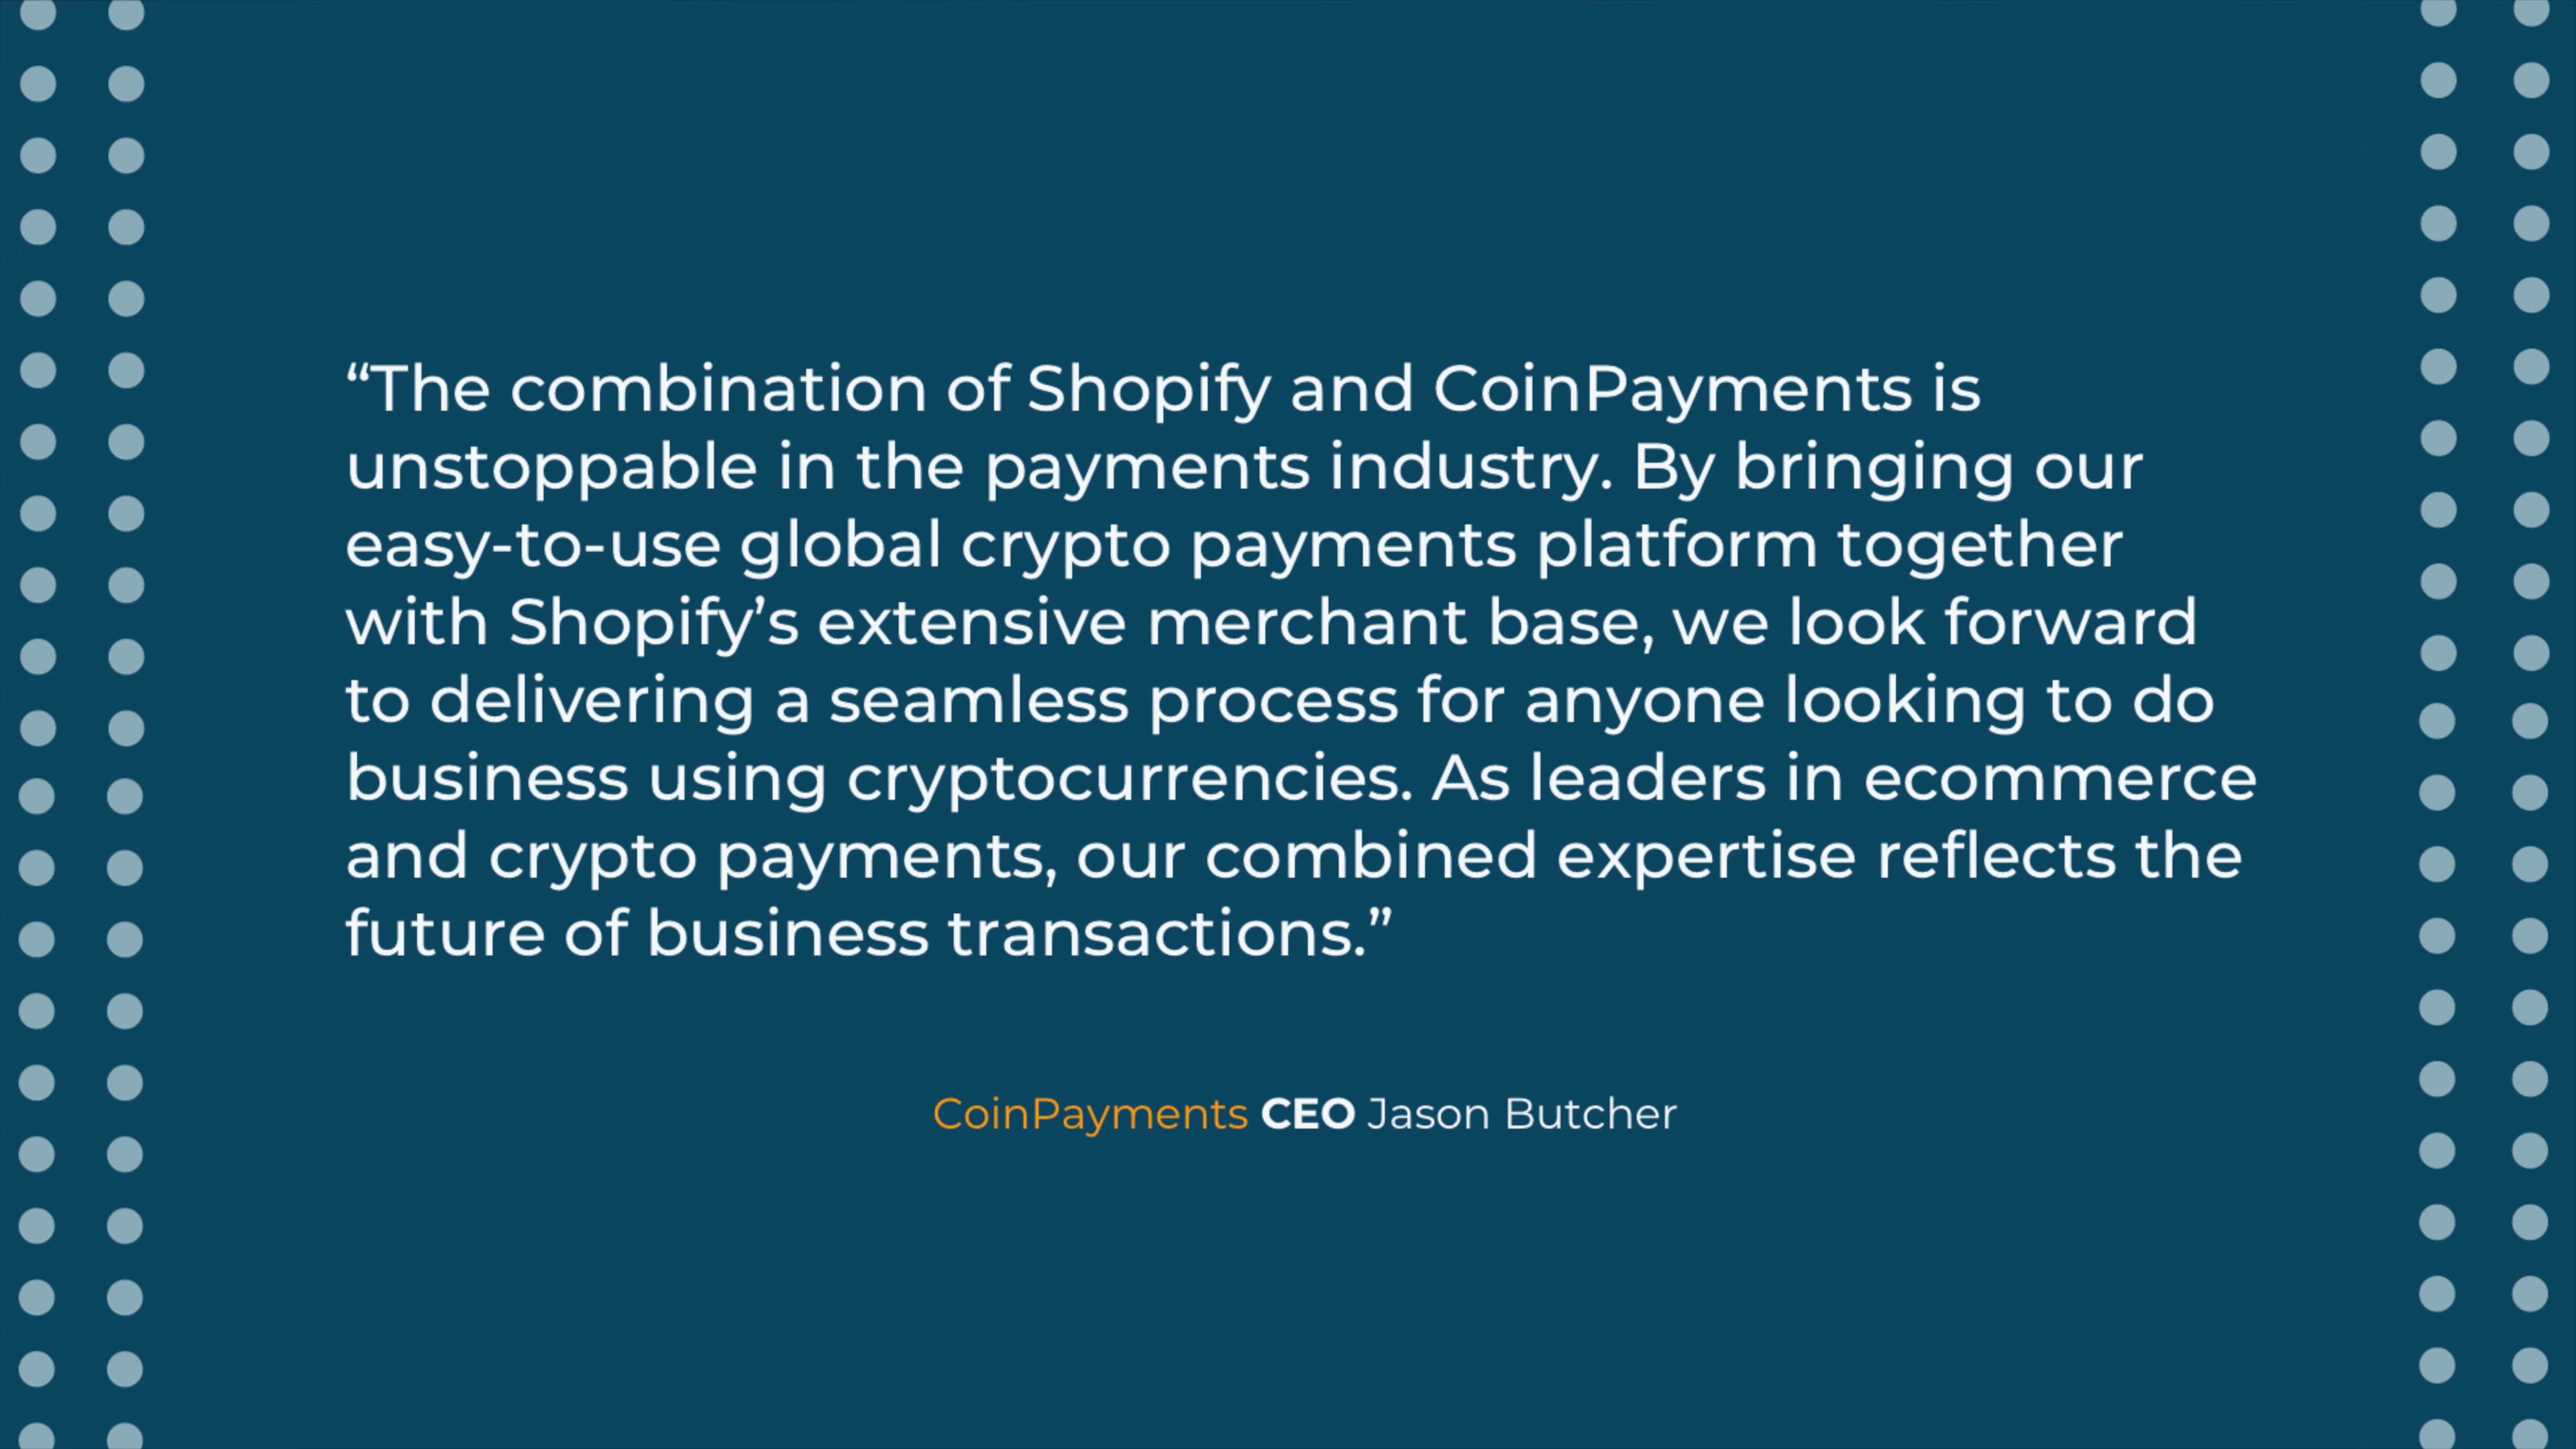 “The combination of Shopify and CoinPayments is
unstoppable in the payments industry. By bringing our
easy-to-use global crypto payments platform together
with Shopify’s extensive merchant base, we look forward
to delivering a seamless process for anyone looking to do
business using cryptocurrencies. As leaders in ecommerce
and crypto payments, our combined expertise reflects the
future of business transactions.”
CoinPayments CEO Jason Butcher